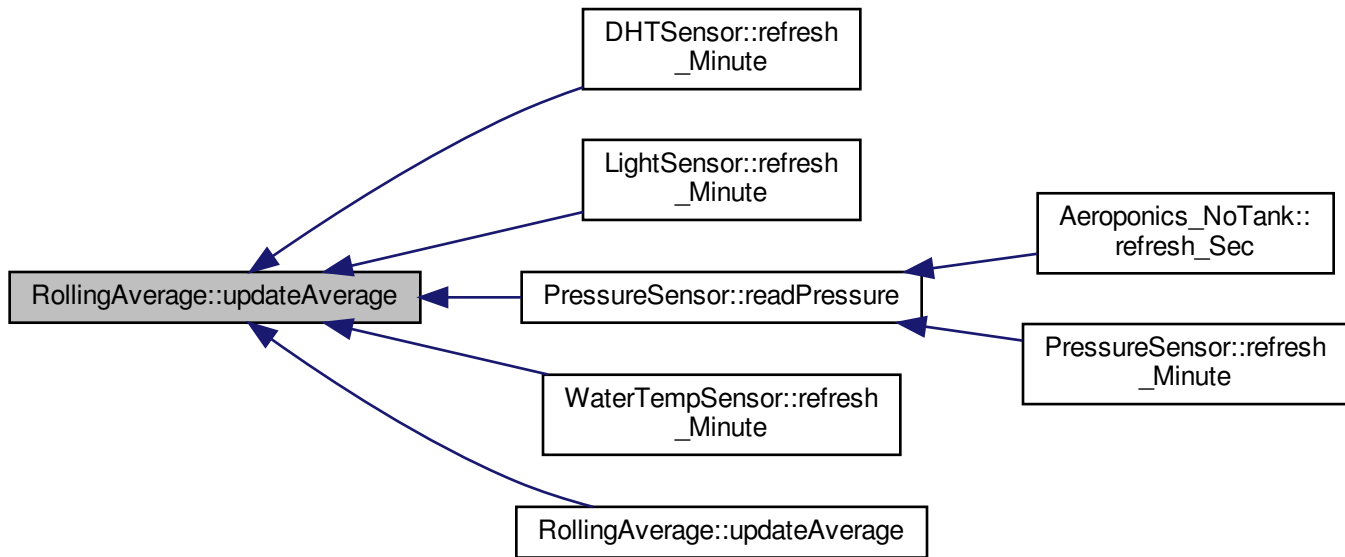 DHTSensor::refresh
_Minute
LightSensor::refresh
_Minute
Aeroponics_NoTank::
refresh_Sec
RollingAverage::updateAverage
PressureSensor::readPressure
PressureSensor::refresh
_Minute
WaterTempSensor::refresh
_Minute
RollingAverage::updateAverage